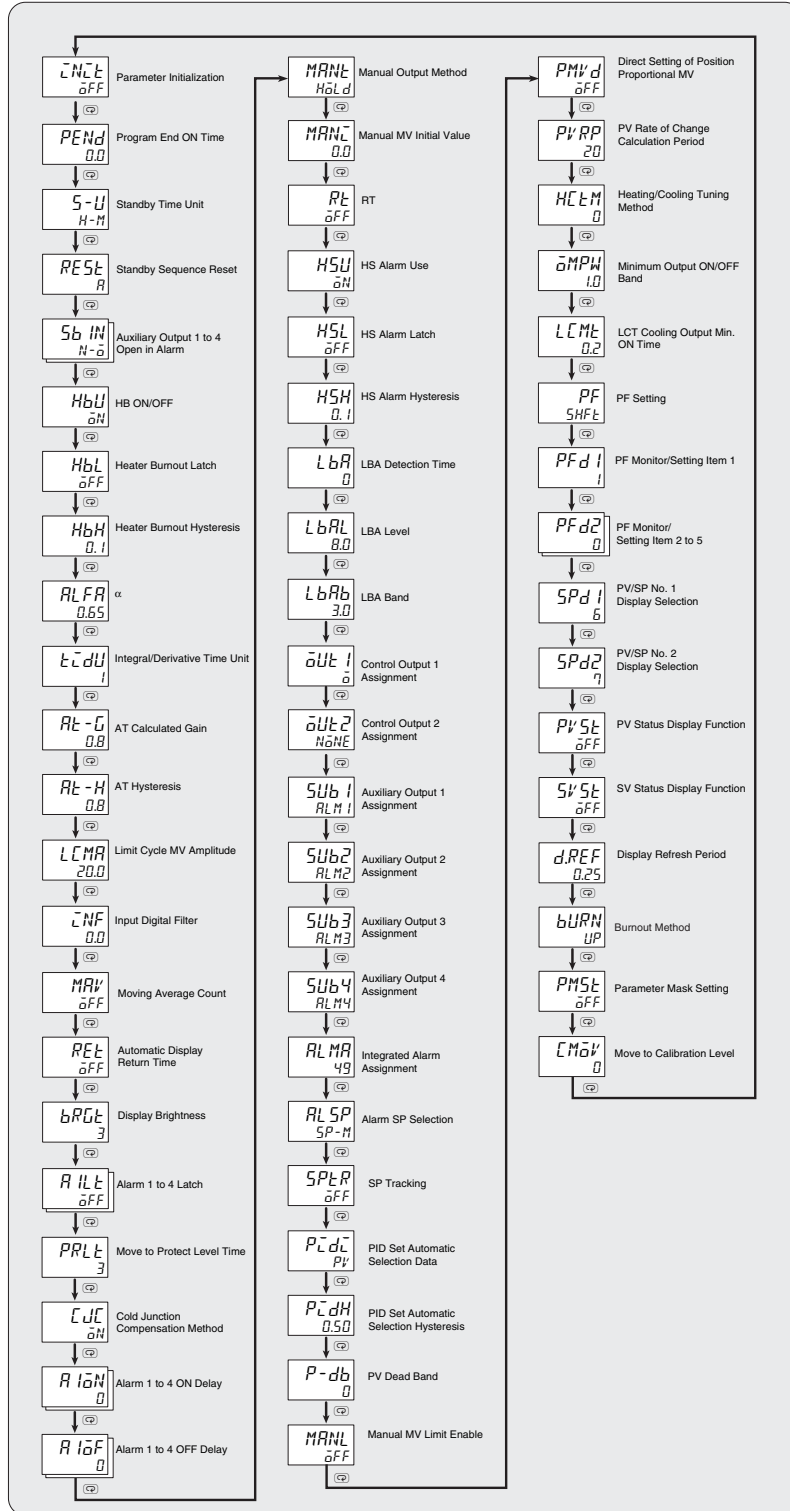 INIT
OFF
Parameter Initialization
PEND
0.0
Program End ON Time
S-U
H-M
Standby Time Unit
REST
A
Standby Sequence Reset
Sb1N
N-O
Auxiliary Output 1 to 4
Open in Alarm
HbU
ON
HB ON/OFF
HbL
OFF
Heater Burnout Latch
HbH
0.1
Heater Burnout Hysteresis
ALFA
0.65
α
TIDU
1
Integral/Derivative Time Unit
AT-G
0.8
AT Calculated Gain
AT-H
0.8
AT Hysteresis
LCMA
20.0
Limit Cycle MV Amplitude
INF
0.0
Input Digital Filter
MAV
OFF
Moving Average Count
RET
OFF
Automatic Display
Return Time
bRGT
3
Display Brightness
A1LT
OFF
Alarm 1 to 4 Latch
PRLT
3
Move to Protect Level Time
CJC
ON
Cold Junction
Compensation Method
A1ON
0
Alarm 1 to 4 ON Delay
A1OF
0
Alarm 1 to 4 OFF Delay
MANT
HOLD
Manual Output Method
MANI
0.0
Manual MV Initial Value
RT
OFF
RT
HSU
ON
HS Alarm Use
HSL
OFF
HS Alarm Latch
HSH
0.1
HS Alarm Hysteresis
LbA
0
LBA Detection Time
LbAL
8.0
LBA Level
LbAb
3.0
LBA Band
OUT1
O
Control Output 1
Assignment
OUT2
NONE
Control Output 2
Assignment
SUb1
ALM1
Auxiliary Output 1
Assignment
SUb2
ALM2
Auxiliary Output 2
Assignment
SUb3
ALM3
Auxiliary Output 3
Assignment
SUb4
ALM4
Auxiliary Output 4
Assignment
ALMA
49
Integrated Alarm
Assignment
ALSP
SP-M
Alarm SP Selection
SPTR
OFF
SP Tracking
PIDI
PV
PID Set Automatic
Selection Data
PIDH
0.50
PID Set Automatic
Selection Hysteresis
P-db
0
PV Dead Band
MANL
OFF
Manual MV Limit Enable
PMVd
OFF
Direct Setting of Position
Proportional MV
PVRP
20
PV Rate of Change
Calculation Period
HCTM
0
Heating/Cooling Tuning
Method
OMPW
1.0
Minimum Output ON/OFF
Band
LCMT
0.2
LCT Cooling Output Min.
ON Time
PF
SHFT
PF Setting
PFd1
1
PF Monitor/Setting Item 1
PFd2
0
PF Monitor/
Setting Item 2 to 5
SPd1
6
PV/SP No. 1
Display Selection
SPd2
7
PV/SP No. 2
Display Selection
PVST
OFF
PV Status Display Function
SVST
OFF
SV Status Display Function
d.REF
0.25
Display Refresh Period
bURN
UP
Burnout Method
PMST
OFF
Parameter Mask Setting
CMOV
0
Move to Calibration Level